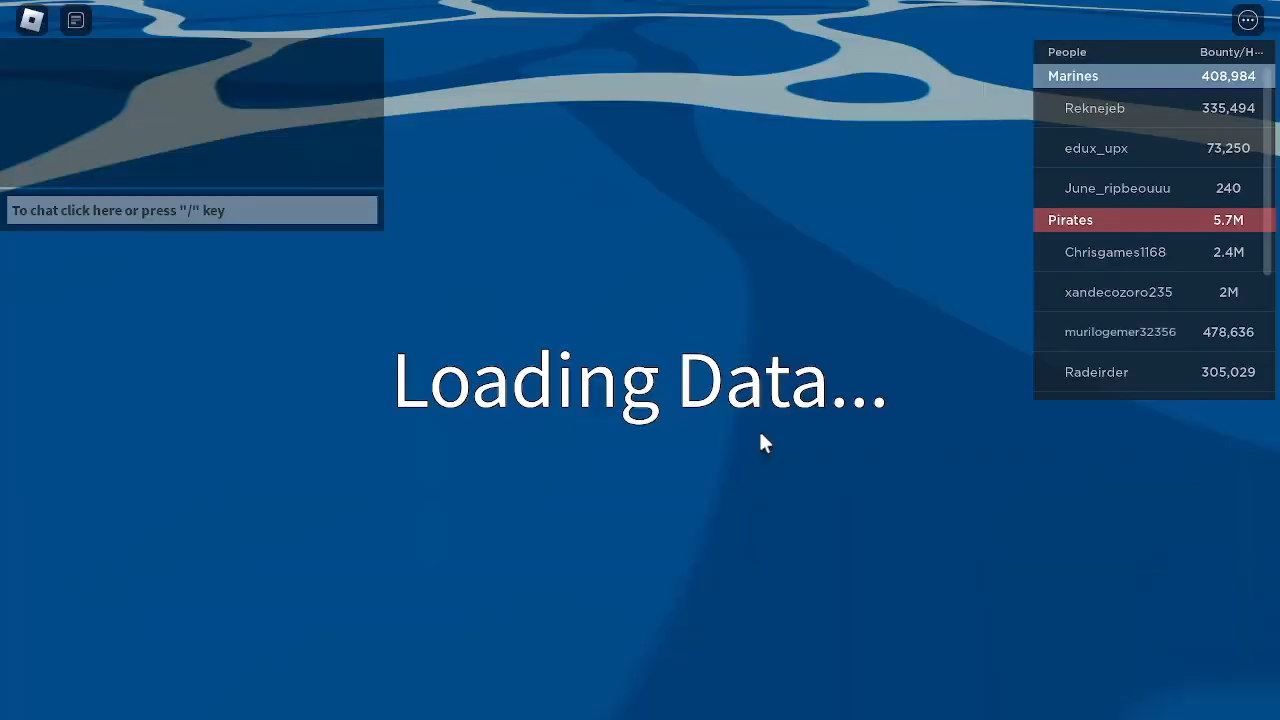 People Bounty/H...
Marines 408,984
Reknejeb 335,494
edux_upx 73,250
June_ripbeouuu 240
Pirates 5.7M
Chrisgames1168 2.4M
xandecozoro235 2M
murilogemer32356 478,636
Radeirder 305,029
To chat click here or press "/" key
Loading Data...